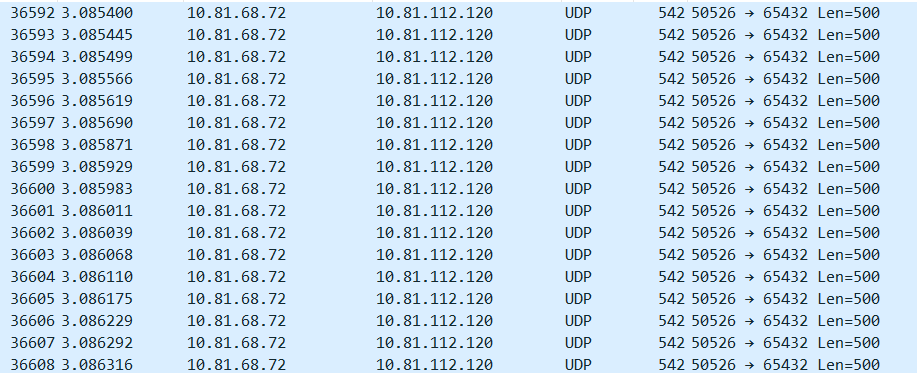 36592 3.085400 10.81.68.72 10.81.112.120 UDP 542 50526 → 65432 Len=500
36593 3.085445 10.81.68.72 10.81.112.120 UDP 542 50526 → 65432 Len=500
36594 3.085499 10.81.68.72 10.81.112.120 UDP 542 50526 → 65432 Len=500
36595 3.085566 10.81.68.72 10.81.112.120 UDP 542 50526 → 65432 Len=500
36596 3.085619 10.81.68.72 10.81.112.120 UDP 542 50526 → 65432 Len=500
36597 3.085690 10.81.68.72 10.81.112.120 UDP 542 50526 → 65432 Len=500
36598 3.085871 10.81.68.72 10.81.112.120 UDP 542 50526 → 65432 Len=500
36599 3.085929 10.81.68.72 10.81.112.120 UDP 542 50526 → 65432 Len=500
36600 3.085983 10.81.68.72 10.81.112.120 UDP 542 50526 → 65432 Len=500
36601 3.086011 10.81.68.72 10.81.112.120 UDP 542 50526 → 65432 Len=500
36602 3.086039 10.81.68.72 10.81.112.120 UDP 542 50526 → 65432 Len=500
36603 3.086068 10.81.68.72 10.81.112.120 UDP 542 50526 → 65432 Len=500
36604 3.086110 10.81.68.72 10.81.112.120 UDP 542 50526 → 65432 Len=500
36605 3.086175 10.81.68.72 10.81.112.120 UDP 542 50526 → 65432 Len=500
36606 3.086229 10.81.68.72 10.81.112.120 UDP 542 50526 → 65432 Len=500
36607 3.086292 10.81.68.72 10.81.112.120 UDP 542 50526 → 65432 Len=500
36608 3.086316 10.81.68.72 10.81.112.120 UDP 542 50526 → 65432 Len=500